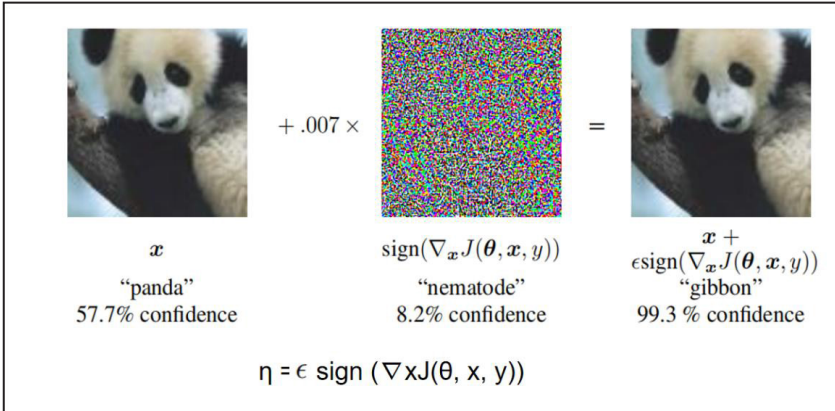 + .007 ×
=
x
“panda”
57.7% confidence
sign(∇ₓJ(θ, x, y))
“nematode”
8.2% confidence
x +
ϵsign(∇ₓJ(θ, x, y))
“gibbon”
99.3 % confidence
η = ϵ sign (∇xJ(θ, x, y))